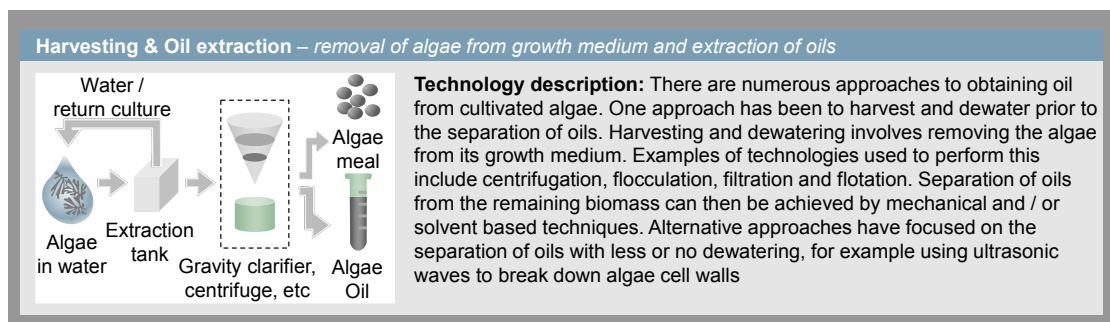 Harvesting & Oil extraction – removal of algae from growth medium and extraction of oils
Water /
return culture
Algae
in water
Extraction
tank
Gravity clarifier,
centrifuge, etc
Algae
meal
Algae
Oil
Technology description: There are numerous approaches to obtaining oil
from cultivated algae. One approach has been to harvest and dewater prior to
the separation of oils. Harvesting and dewatering involves removing the algae
from its growth medium. Examples of technologies used to perform this
include centrifugation, flocculation, filtration and flotation. Separation of oils
from the remaining biomass can then be achieved by mechanical and / or
solvent based techniques. Alternative approaches have focused on the
separation of oils with less or no dewatering, for example using ultrasonic
waves to break down algae cell walls